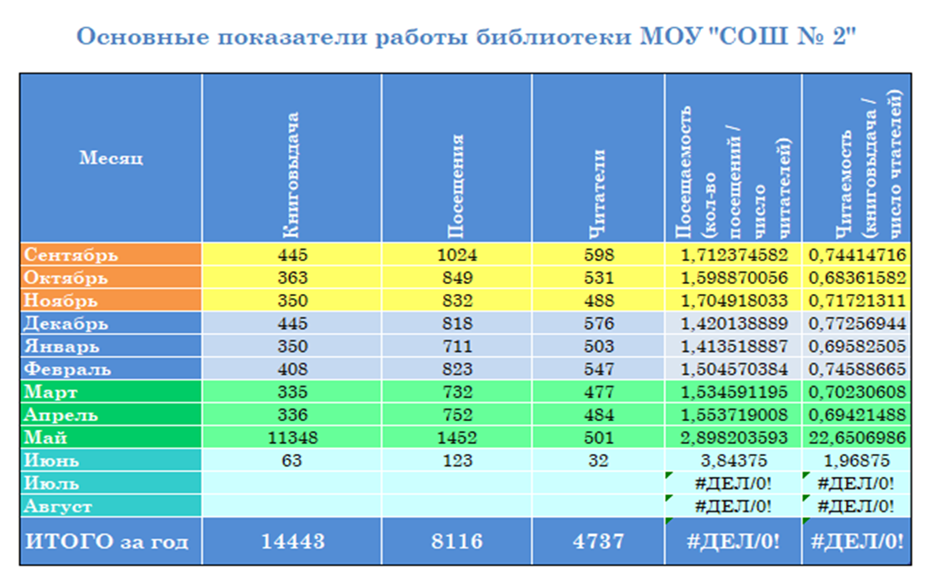 Основные показатели работы библиотеки МОУ "СОШ № 2"
Месяц
Книговыдача
Посещения
Читатели
Посещаемость
(кол-во
посещений /
число
читателей)
Читаемость
(книговыдача /
число чтателей)
Сентябрь 445 1024 598 1,712374582 0,74414716
Октябрь 363 849 531 1,598870056 0,68361582
Ноябрь 350 832 488 1,704918033 0,71721311
Декабрь 445 818 576 1,420138889 0,77256944
Январь 350 711 503 1,413518887 0,69582505
Февраль 408 823 547 1,504570384 0,74588665
Март 335 732 477 1,534591195 0,70230608
Апрель 336 752 484 1,553719008 0,69421488
Май 11348 1452 501 2,898203593 22,6506986
Июнь 63 123 32 3,84375 1,96875
Июль #ДЕЛ/0! #ДЕЛ/0!
Август #ДЕЛ/0! #ДЕЛ/0!
ИТОГО за год 14443 8116 4737 #ДЕЛ/0! #ДЕЛ/0!